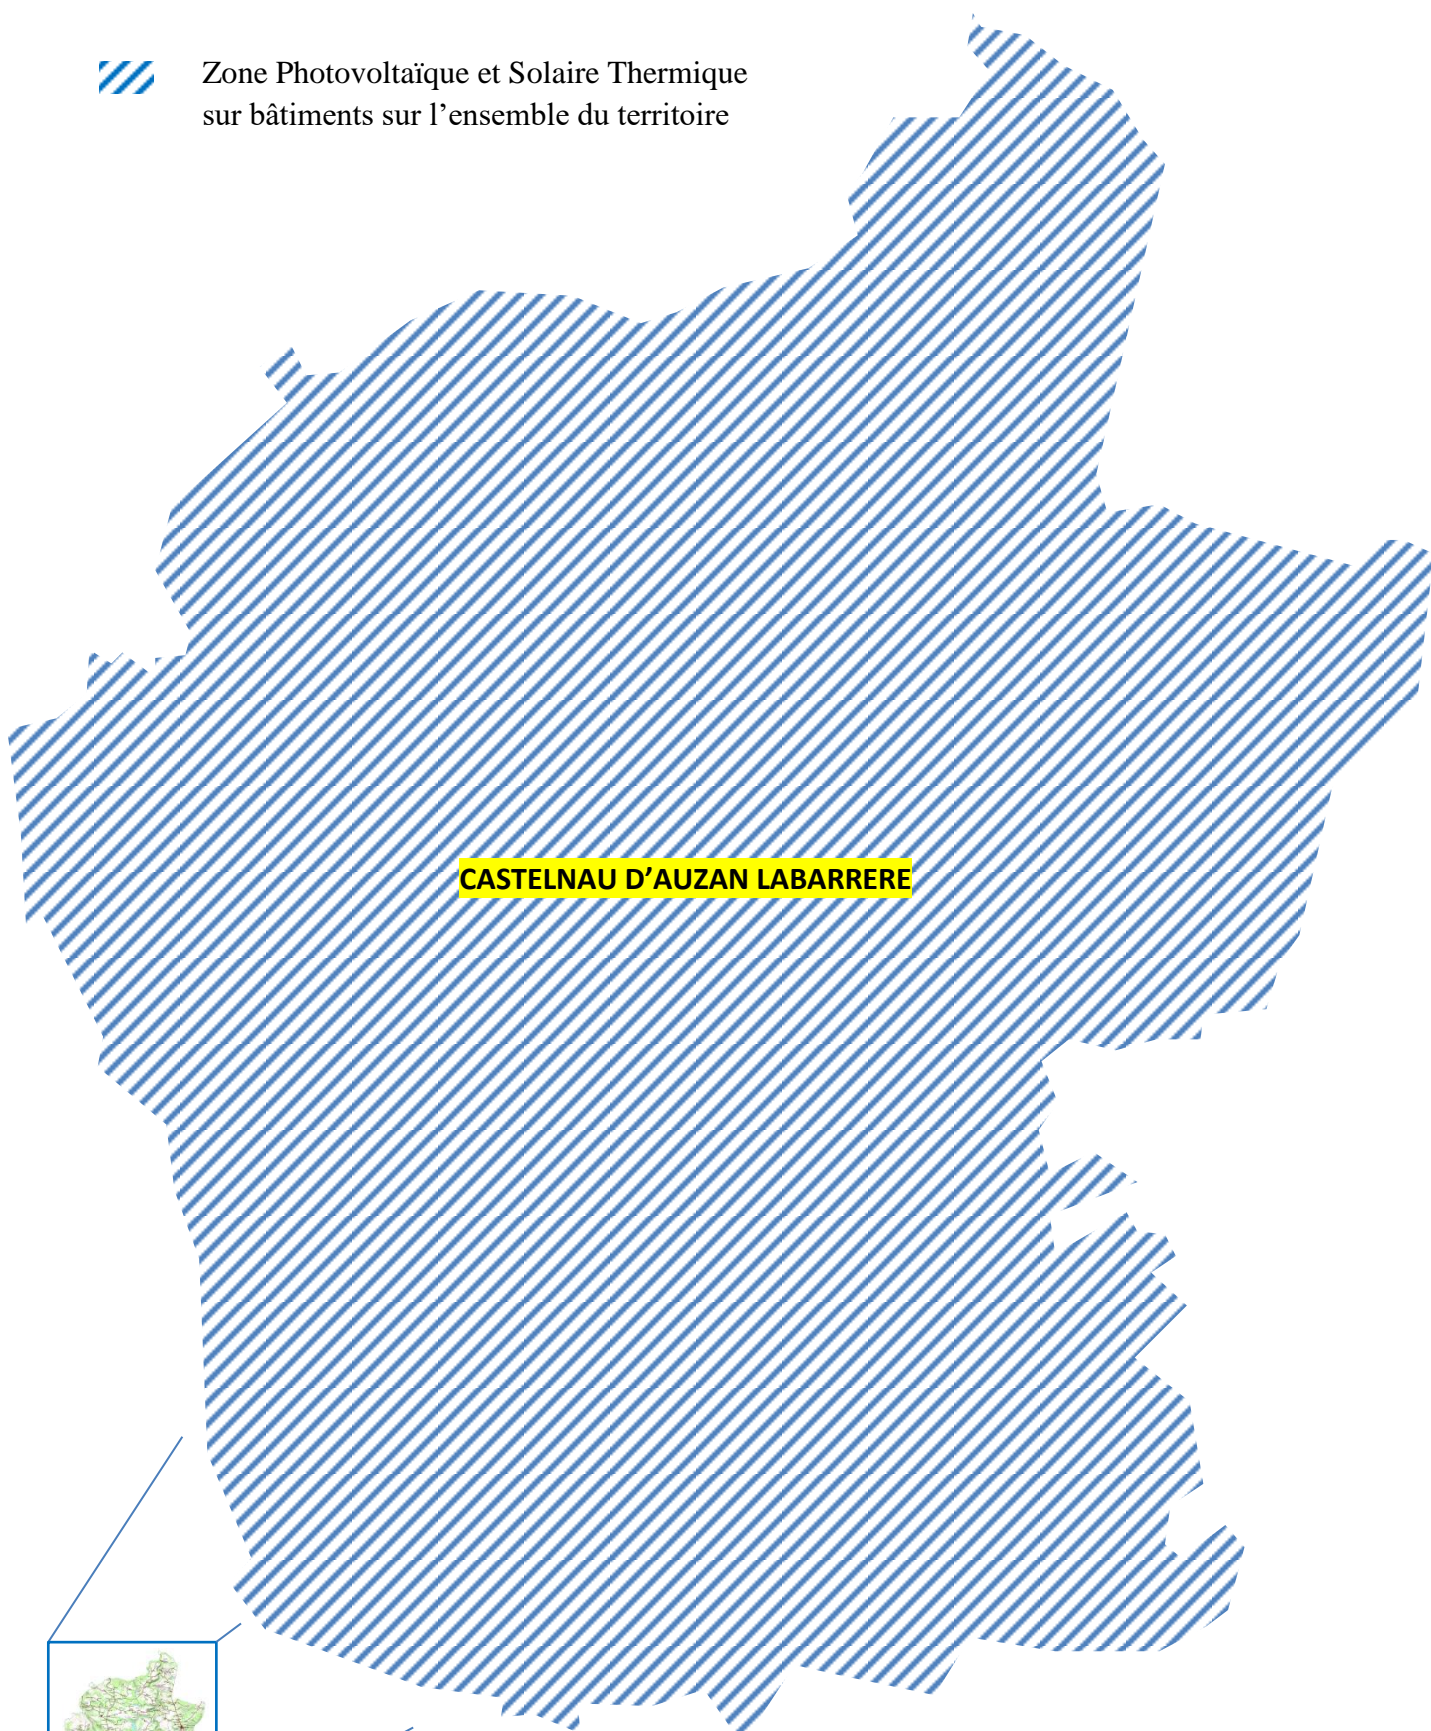 Zone Photovoltaïque et Solaire Thermique
sur bâtiments sur l’ensemble du territoire
CASTELNAU D’AUZAN LABARRERE